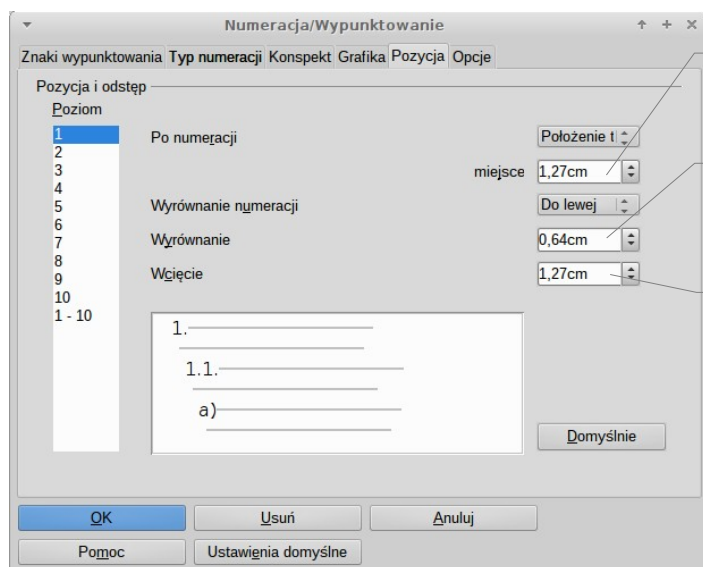 Numeracja/Wypunktowanie
Znaki wypunktowania Typ numeracji Konspekt Grafika Pozycja Opcje
Pozycja i odstęp
Poziom
1
2
3
4
5
6
7
8
9
10
1 - 10
Po numeracji
Położenie t
miejsce
1,27cm
Wyrównanie numeracji
Do lewej
Wyrównanie
0,64cm
Wcięcie
1,27cm
1.
1.1.
a)
Domyślnie
OK
Usuń
Anuluj
Pomoc
Ustawienia domyślne